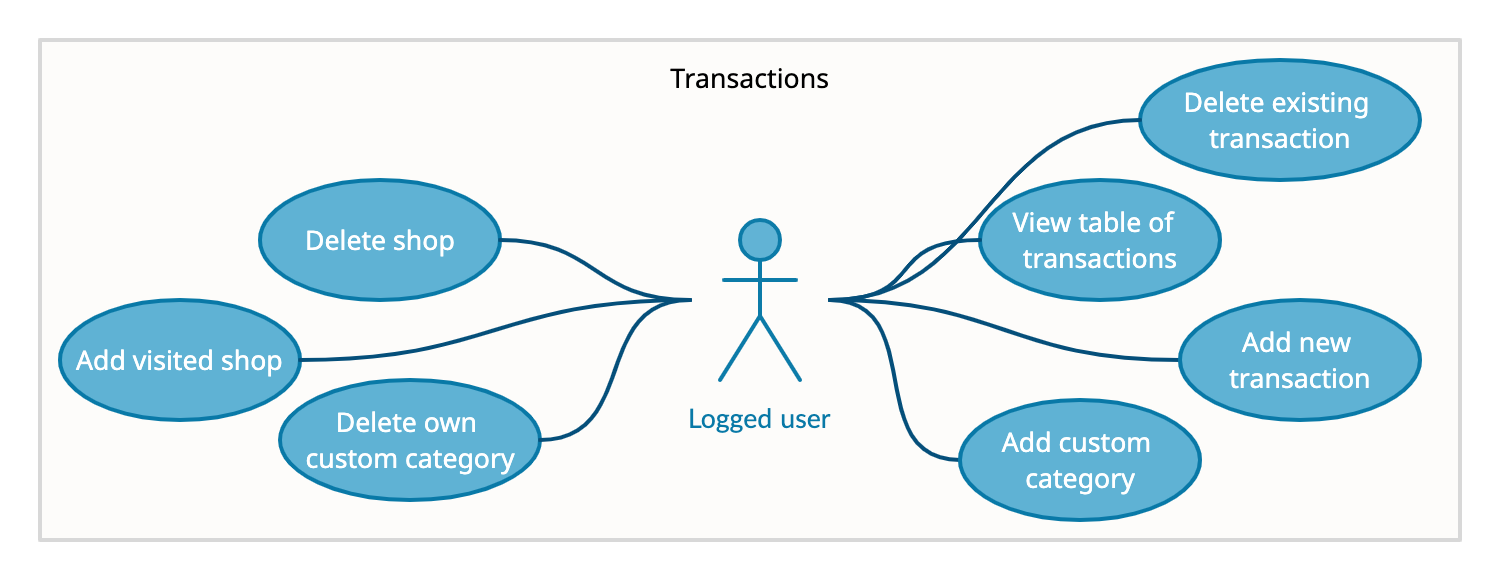 Transactions
Delete existing
transaction
Delete shop
View table of
transactions
Add visited shop
Add new
transaction
Delete own
custom category
Logged user
Add custom
category